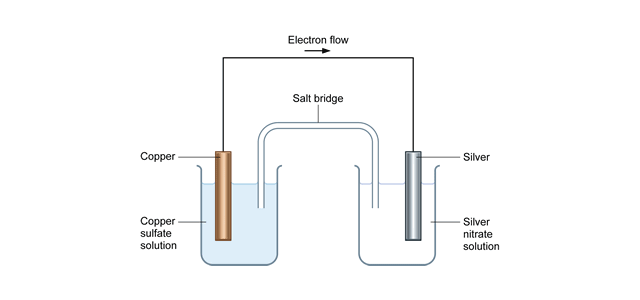 Electron flow
Salt bridge
Copper
Silver
Copper
sulfate
solution
Silver
nitrate
solution